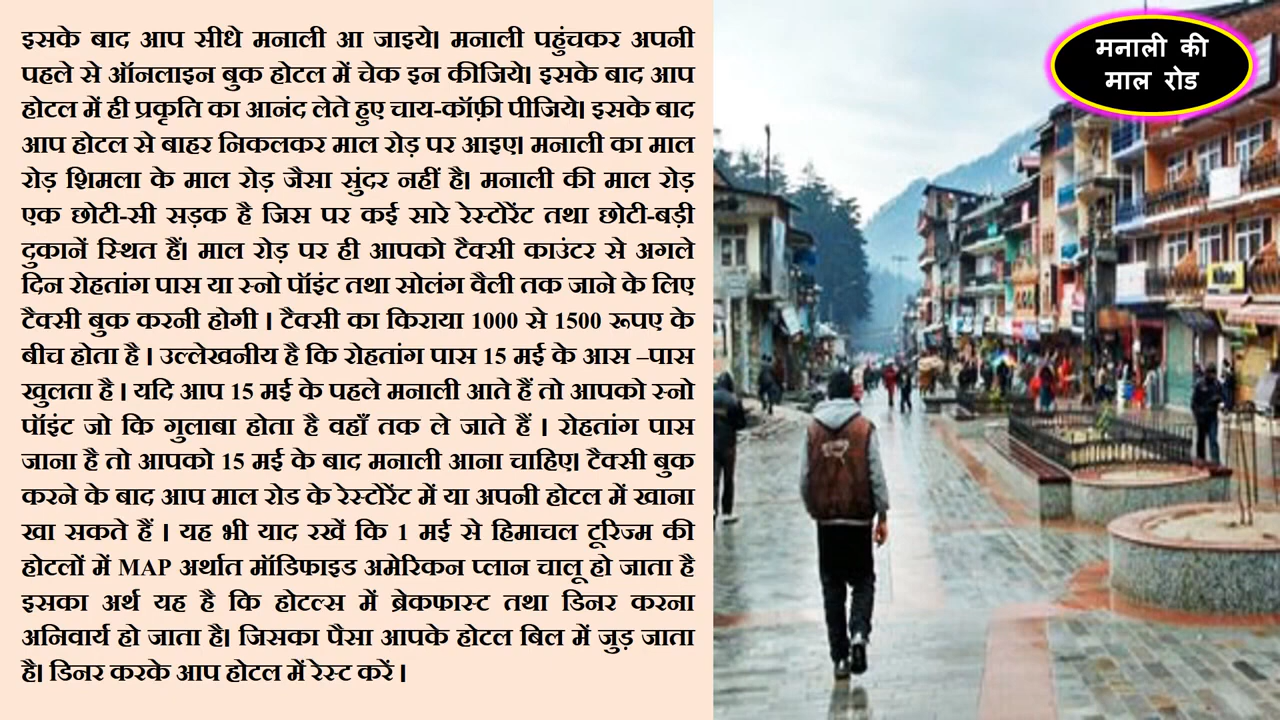 इसके बाद आप सीधे मनाली आ जाइये। मनाली पहुंचकर अपनी
पहले से ऑनलाइन बुक होटल में चेक इन कीजिये। इसके बाद आप
होटल में ही प्रकृति का आनंद लेते हुए चाय-कॉफ़ी पीजिये। इसके बाद
आप होटल से बाहर निकलकर माल रोड़ पर आइए। मनाली का माल
रोड़ शिमला के माल रोड़ जैसा सुंदर नहीं है। मनाली की माल रोड़
एक छोटी-सी सड़क है जिस पर कई सारे रेस्टोरेंट तथा छोटी-बड़ी
दुकानें स्थित हैं। माल रोड़ पर ही आपको टैक्सी काउंटर से अगले
दिन रोहतांग पास या स्नो पॉइंट तथा सोलंग वैली तक जाने के लिए
टैक्सी बुक करनी होगी । टैक्सी का किराया 1000 से 1500 रूपए के
बीच होता है । उल्लेखनीय है कि रोहतांग पास 15 मई के आस –पास
खुलता है । यदि आप 15 मई के पहले मनाली आते हैं तो आपको स्नो
पॉइंट जो कि गुलाबा होता है वहाँ तक ले जाते हैं । रोहतांग पास
जाना है तो आपको 15 मई के बाद मनाली आना चाहिए। टैक्सी बुक
करने के बाद आप माल रोड के रेस्टोरेंट में या अपनी होटल में खाना
खा सकते हैं । यह भी याद रखें कि 1 मई से हिमाचल टूरिज्म की
होटलों में MAP अर्थात मॉडिफाइड अमेरिकन प्लान चालू हो जाता है
इसका अर्थ यह है कि होटल्स में ब्रेकफास्ट तथा डिनर करना
अनिवार्य हो जाता है। जिसका पैसा आपके होटल बिल में जुड़ जाता
है। डिनर करके आप होटल में रेस्ट करें ।
मनाली की
माल रोड